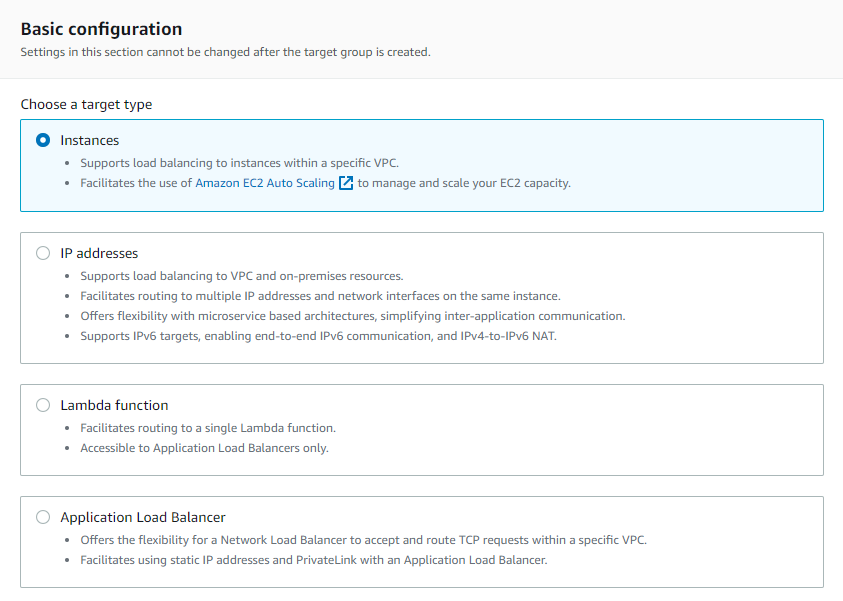 Basic configuration
Settings in this section cannot be changed after the target group is created.
Choose a target type
Instances
• Supports load balancing to instances within a specific VPC.
• Facilitates the use of Amazon EC2 Auto Scaling to manage and scale your EC2 capacity.
IP addresses
• Supports load balancing to VPC and on-premises resources.
• Facilitates routing to multiple IP addresses and network interfaces on the same instance.
• Offers flexibility with microservice based architectures, simplifying inter-application communication.
• Supports IPv6 targets, enabling end-to-end IPv6 communication, and IPv4-to-IPv6 NAT.
Lambda function
• Facilitates routing to a single Lambda function.
• Accessible to Application Load Balancers only.
Application Load Balancer
• Offers the flexibility for a Network Load Balancer to accept and route TCP requests within a specific VPC.
• Facilitates using static IP addresses and PrivateLink with an Application Load Balancer.